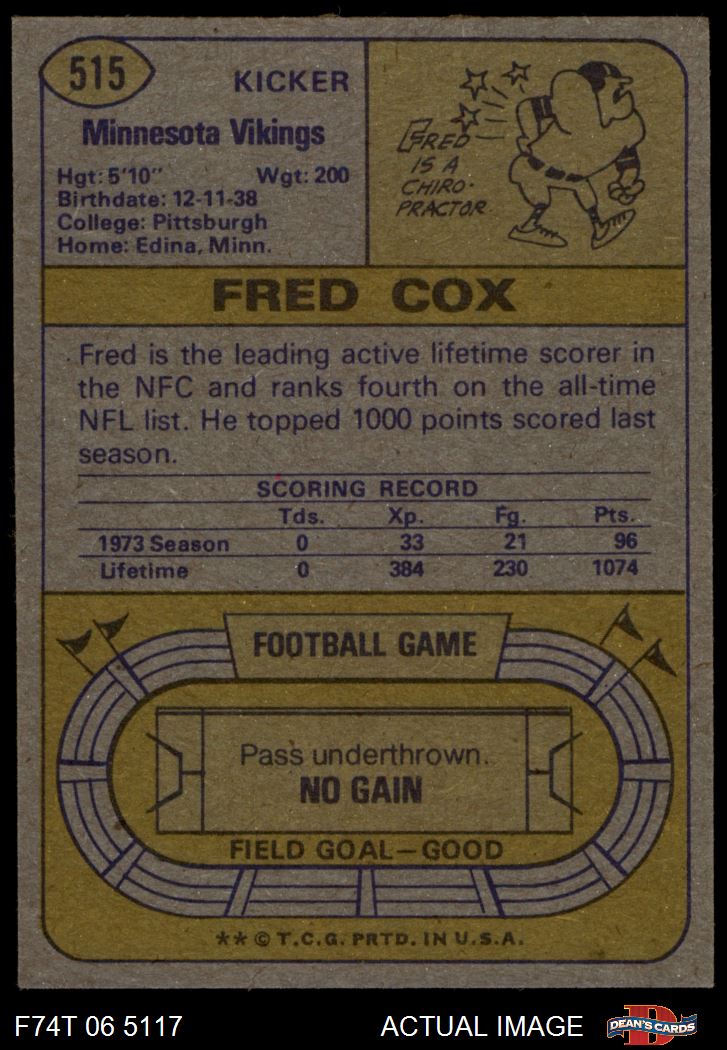 515
KICKER
Minnesota Vikings
Hgt: 5'10" Wgt: 200
Birthdate: 12-11-38
College: Pittsburgh
Home: Edina, Minn.
FRED
IS A
CHIRO-
PRACTOR.
FRED COX
Fred is the leading active lifetime scorer in
the NFC and ranks fourth on the all-time
NFL list. He topped 1000 points scored last
season.
SCORING RECORD
Tds. Xp. Fg. Pts.
1973 Season 0 33 21 96
Lifetime 0 384 230 1074
FOOTBALL GAME
Pass underthrown.
NO GAIN
FIELD GOAL—GOOD
** © T.C.G. PRTD. IN U.S.A.
F74T 06 5117 ACTUAL IMAGE
D
DEAN'S CARDS